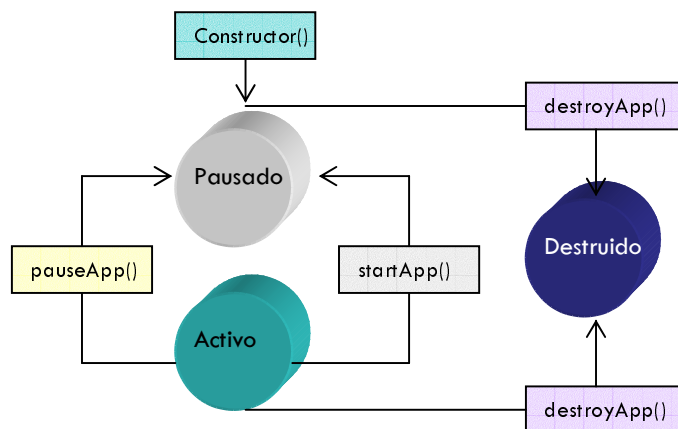 Constructor()
destroyApp()
Pausado
Destruido
pauseApp()
startApp()
Activo
destroyApp()